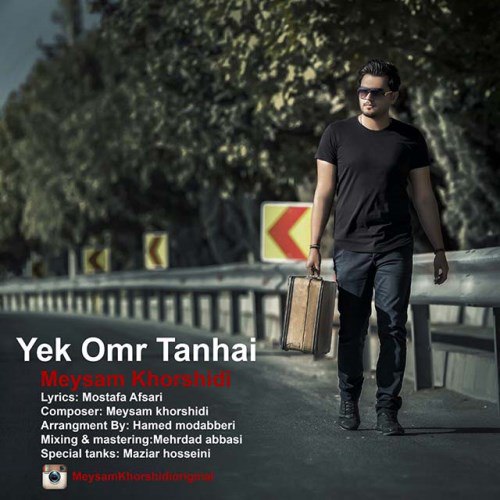 Yek Omr Tanhai
Meysam Khorshidi
Lyrics: Mostafa Afsari
Composer: Meysam khorshidi
Arrangment By: Hamed modabberi
Mixing & mastering:Mehrdad abbasi
Special tanks: Maziar hosseini
MeysamKhorshidioriginal